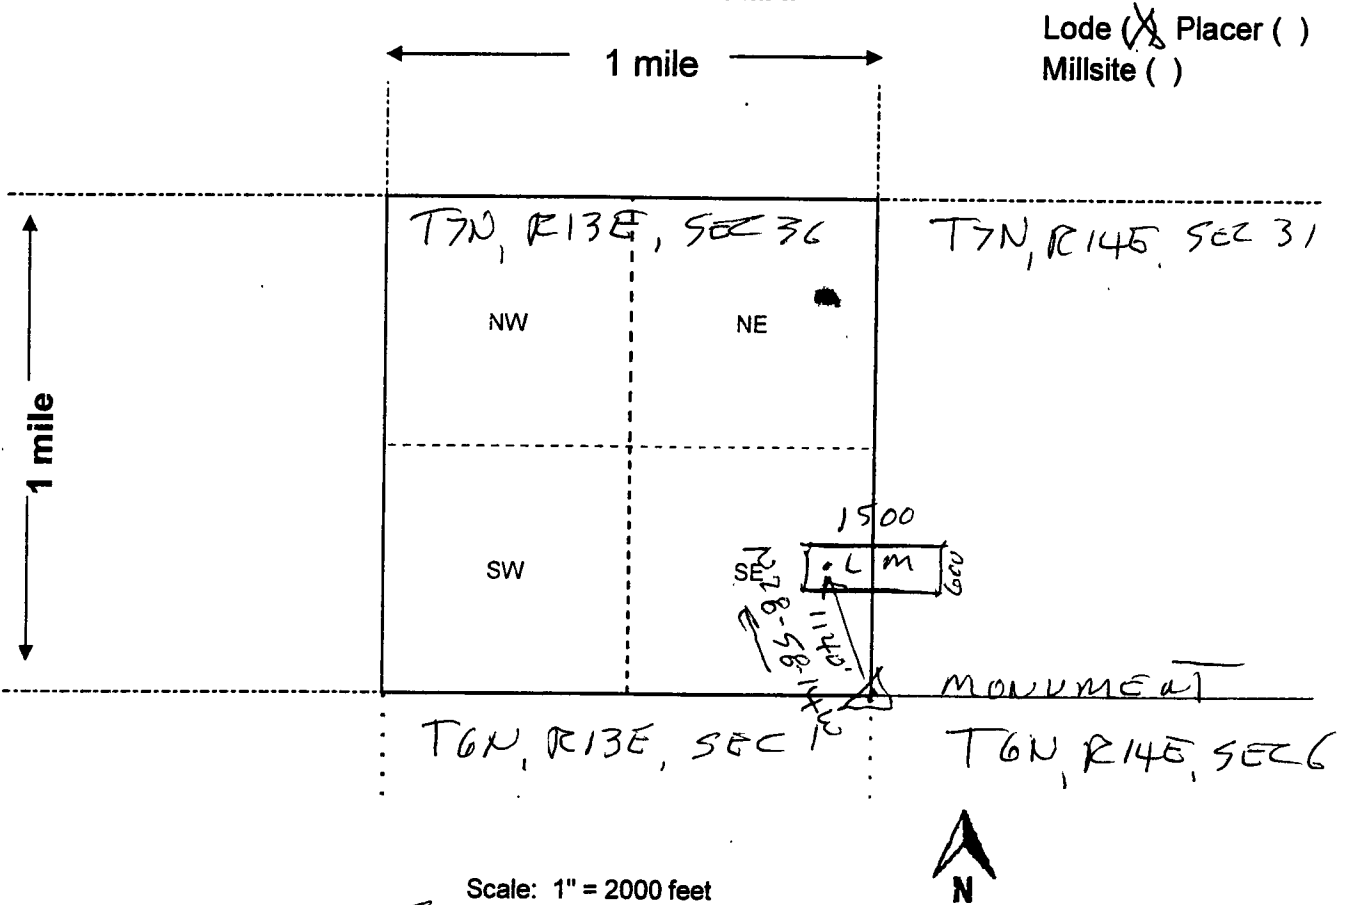 Lode (X) Placer ( )
Millsite ( )
1 mile
1 mile
T7N, R13E, SEC 36
T7N, R14E, SEC 31
NW
NE
SW
SE
1500
L M
600
1140'
MONUMENT
T6N, R13E, SEC 1
T6N, R14E, SEC 6
Scale: 1" = 2000 feet
N